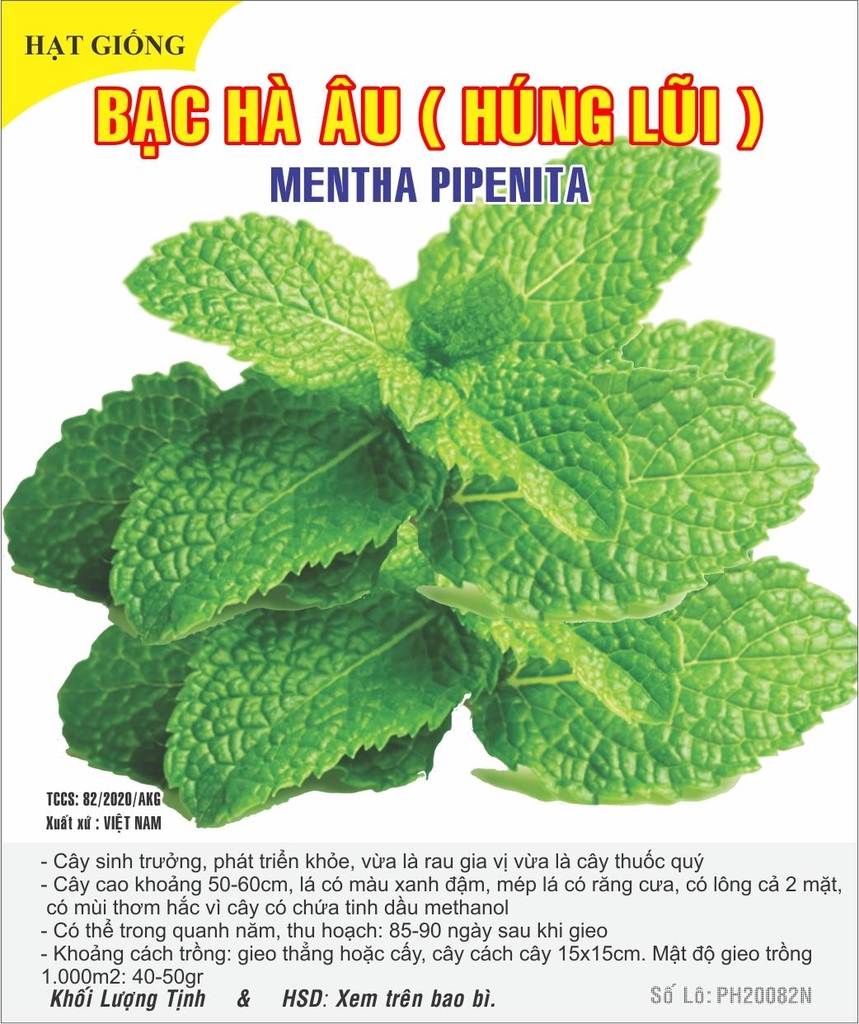 HẠT GIỐNG
BẠC HÀ ÂU ( HÚNG LŨI )
MENTHA PIPENITA
TCCS: 82/2020/AKG
Xuất xứ : VIỆT NAM
- Cây sinh trưởng, phát triển khỏe, vừa là rau gia vị vừa là cây thuốc quý
- Cây cao khoảng 50-60cm, lá có màu xanh đậm, mép lá có răng cưa, có lông cả 2 mặt,
có mùi thơm hắc vì cây có chứa tinh dầu methanol
- Có thể trong quanh năm, thu hoạch: 85-90 ngày sau khi gieo
- Khoảng cách trồng: gieo thẳng hoặc cấy, cây cách cây 15x15cm. Mật độ gieo trồng
1.000m2: 40-50gr
Khối Lượng Tịnh & HSD: Xem trên bao bì.
Số Lô: PH20082N